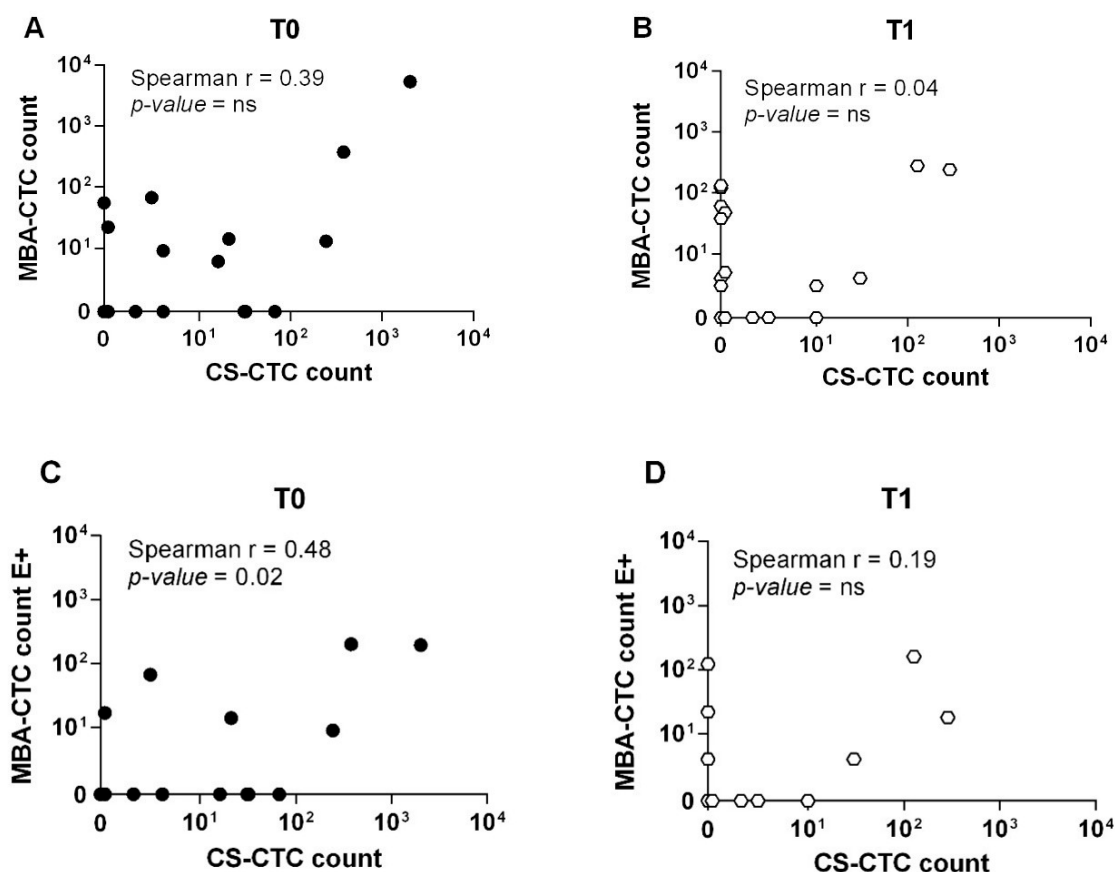 A
T0
Spearman r = 0.39
p-value = ns
MBA-CTC count
10⁴
10³
10²
10¹
0
0 10¹ 10² 10³ 10⁴
CS-CTC count
B
T1
Spearman r = 0.04
p-value = ns
MBA-CTC count
10⁴
10³
10²
10¹
0
0 10¹ 10² 10³ 10⁴
CS-CTC count
C
T0
Spearman r = 0.48
p-value = 0.02
MBA-CTC count E+
10⁴
10³
10²
10¹
0
0 10¹ 10² 10³ 10⁴
CS-CTC count
D
T1
Spearman r = 0.19
p-value = ns
MBA-CTC count E+
10⁴
10³
10²
10¹
0
0 10¹ 10² 10³ 10⁴
CS-CTC count